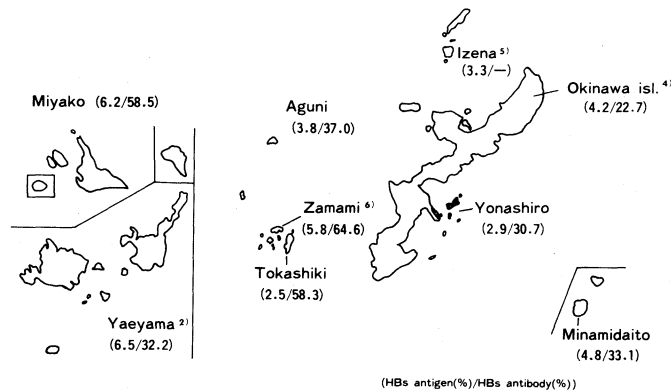 Izena 5)
(3.3/—)
Okinawa isl. 4)
(4.2/22.7)
Miyako (6.2/58.5)
Aguni
(3.8/37.0)
Zamami 6)
(5.8/64.6)
Yonashiro
(2.9/30.7)
Tokashiki
(2.5/58.3)
Yaeyama 2)
(6.5/32.2)
Minamidaito
(4.8/33.1)
(HBs antigen(%)/HBs antibody(%))